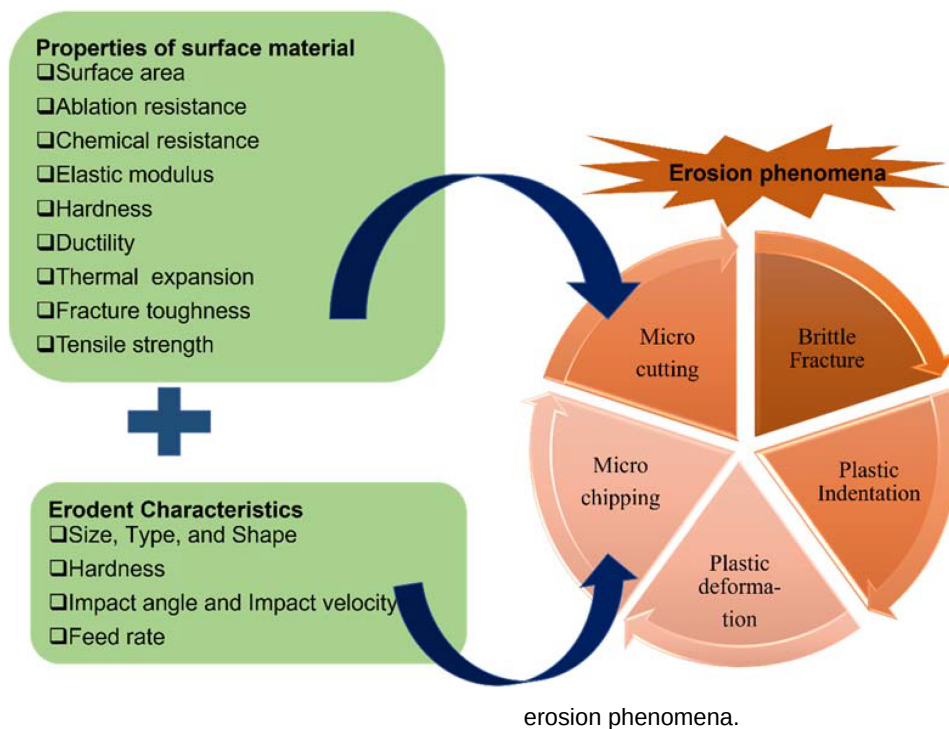 Properties of surface material
❑Surface area
❑Ablation resistance
❑Chemical resistance
❑Elastic modulus
❑Hardness
❑Ductility
❑Thermal expansion
❑Fracture toughness
❑Tensile strength
Erodent Characteristics
❑Size, Type, and Shape
❑Hardness
❑Impact angle and Impact velocity
❑Feed rate
Erosion phenomena
Brittle
Fracture
Plastic
Indentation
Plastic
deforma-
tion
Micro
chipping
Micro
cutting
erosion phenomena.